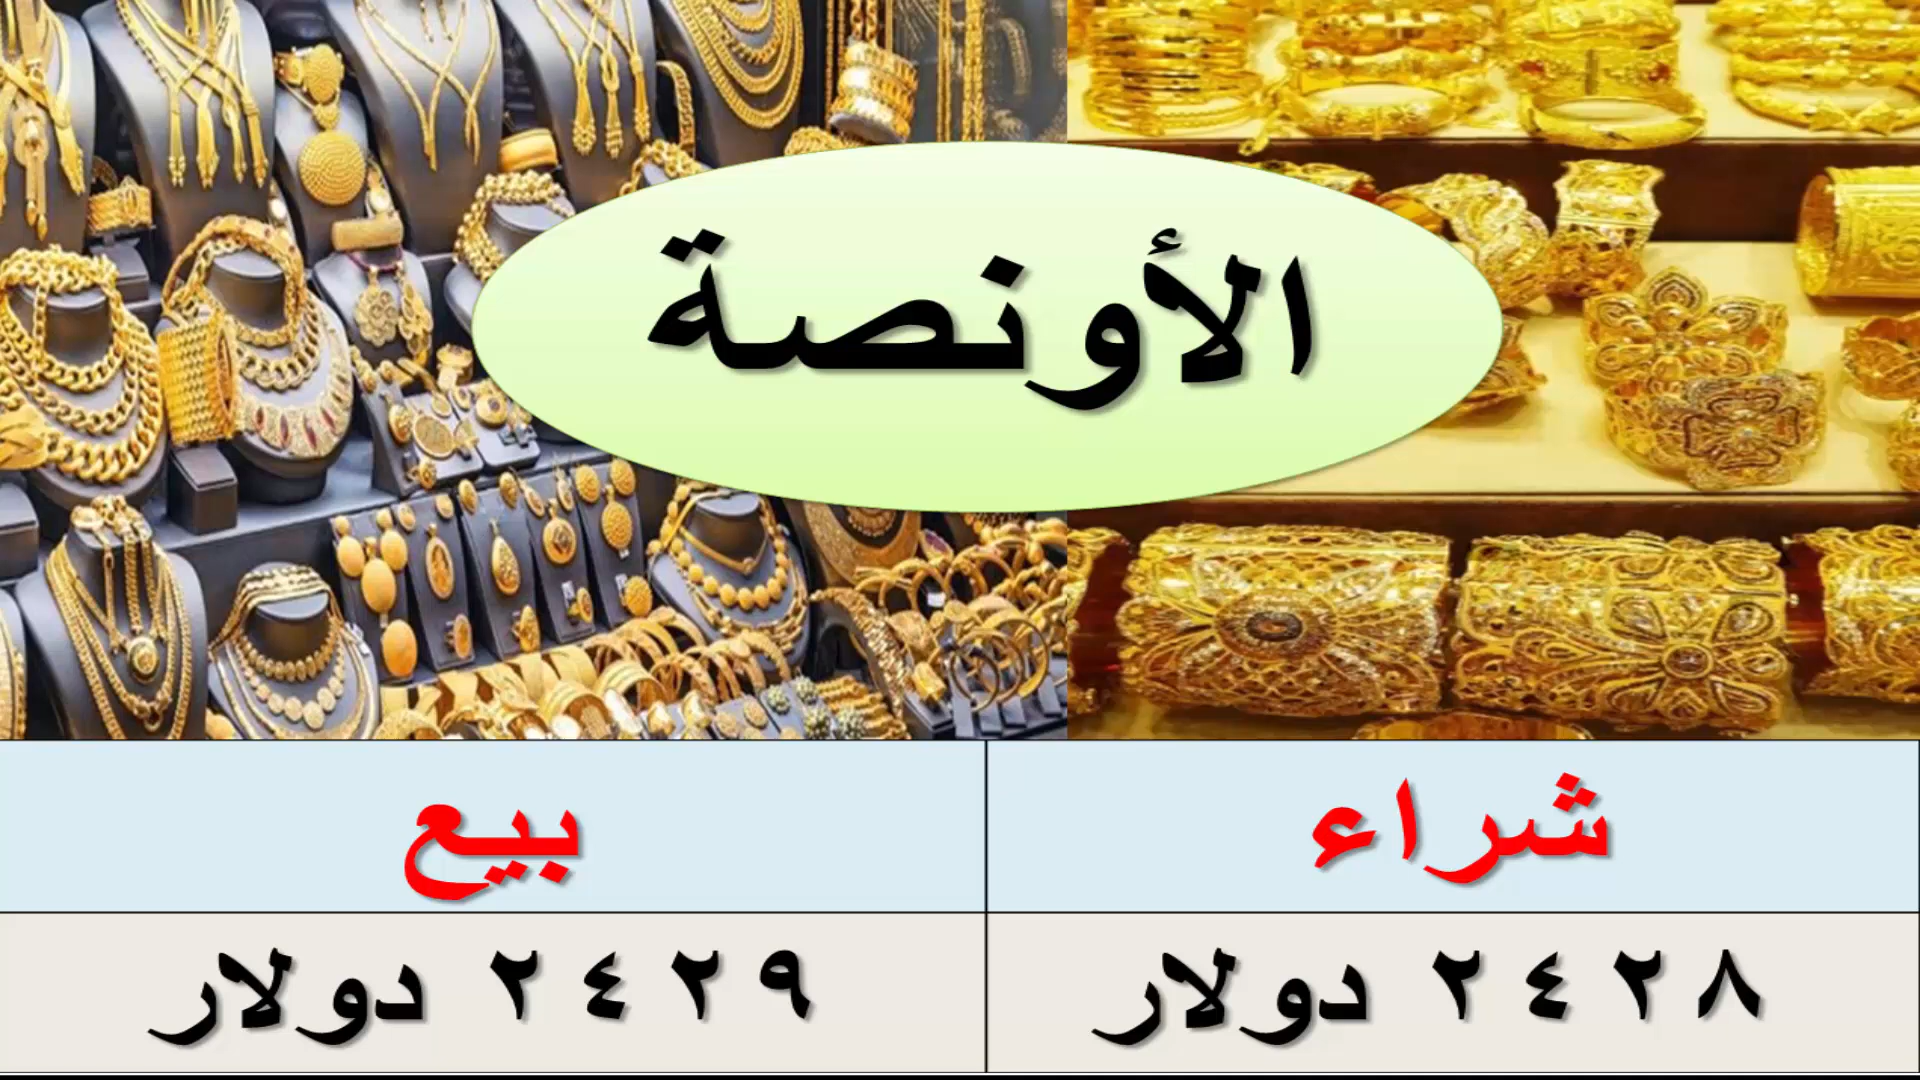 الأونصة
شراء
بيع
٢٤٢٨ دولار
٢٤٢٩ دولار